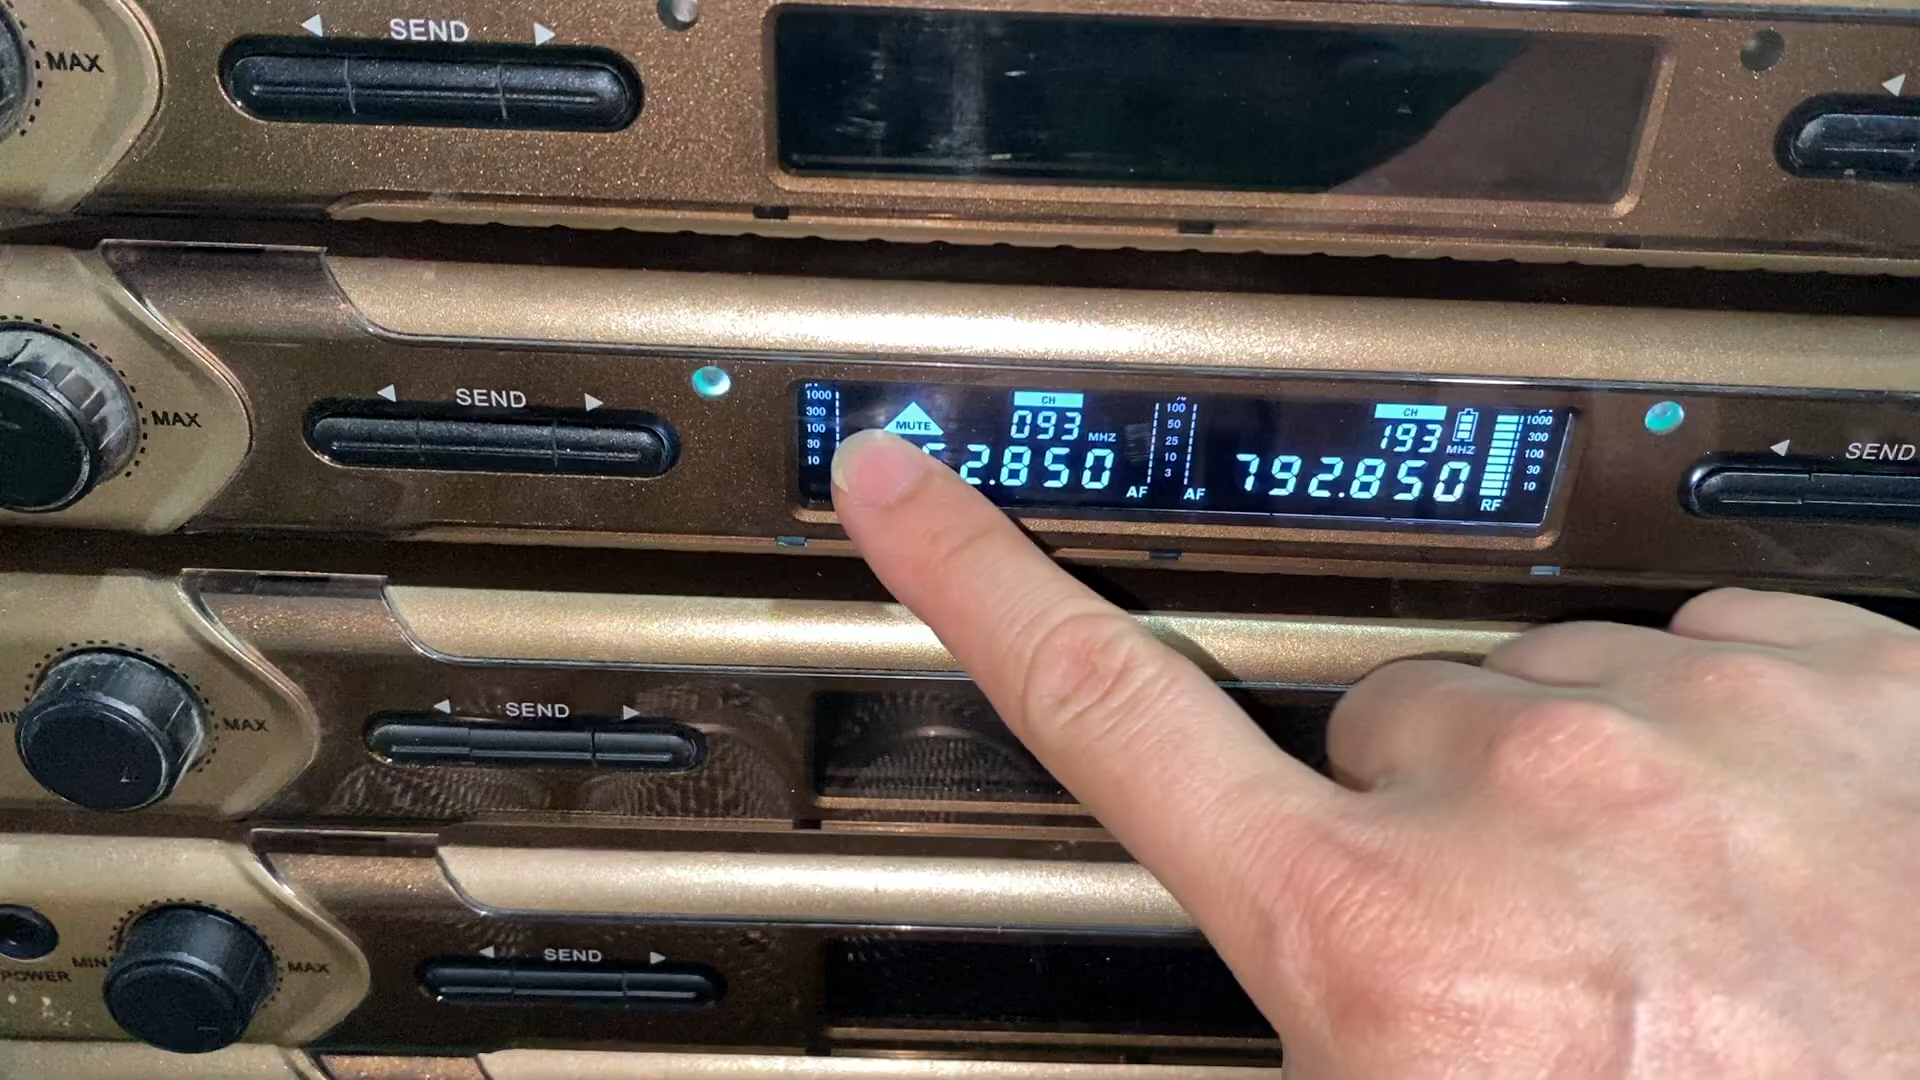 MAX
◀ SEND ▶
◀
MAX
◀ SEND ▶
1000
300
100
30
10
MUTE
CH
093
MHZ
2.850
AF
%
100
50
25
10
3
AF
CH
193
MHZ
792.850
RF
1000
300
100
30
10
◀ SEND
MAX
◀ SEND ▶
POWER
MIN
MAX
◀ SEND ▶